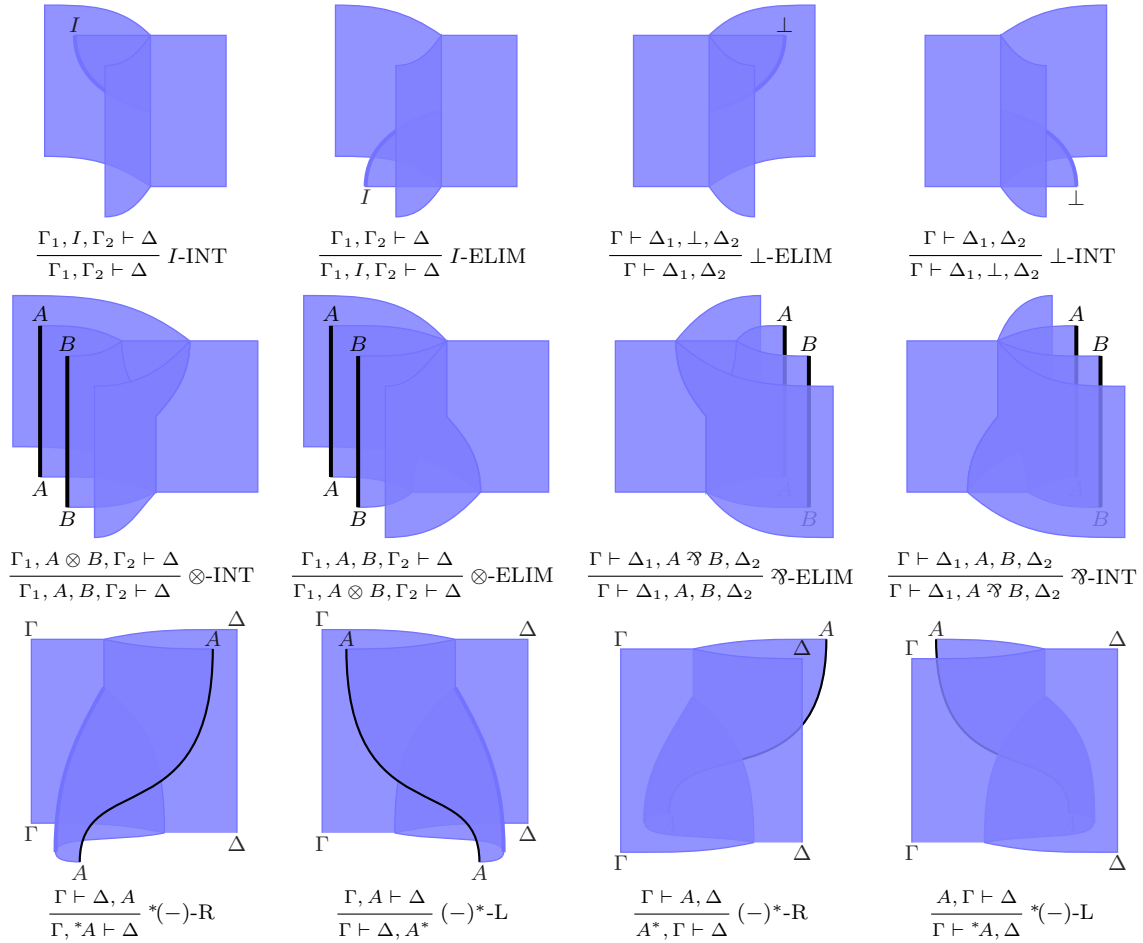 I I ⊥ ⊥
Γ₁, I, Γ₂ ⊢ Δ
Γ₁, Γ₂ ⊢ Δ
I-INT
Γ₁, Γ₂ ⊢ Δ
Γ₁, I, Γ₂ ⊢ Δ
I-ELIM
Γ ⊢ Δ₁, ⊥, Δ₂
Γ ⊢ Δ₁, Δ₂
⊥-ELIM
Γ ⊢ Δ₁, Δ₂
Γ ⊢ Δ₁, ⊥, Δ₂
⊥-INT
A A A A
B B B B
A A A A
B B B B
Γ₁, A ⊗ B, Γ₂ ⊢ Δ
Γ₁, A, B, Γ₂ ⊢ Δ
⊗-INT
Γ₁, A, B, Γ₂ ⊢ Δ
Γ₁, A ⊗ B, Γ₂ ⊢ Δ
⊗-ELIM
Γ ⊢ Δ₁, A ⅋ B, Δ₂
Γ ⊢ Δ₁, A, B, Δ₂
⅋-ELIM
Γ ⊢ Δ₁, A, B, Δ₂
Γ ⊢ Δ₁, A ⅋ B, Δ₂
⅋-INT
Γ A Δ Γ A Δ Γ Δ A Γ A Δ
Γ A Δ Γ A Δ Γ Δ Γ Δ
Γ ⊢ Δ, A
Γ, *A ⊢ Δ
*(−)-R
Γ, A ⊢ Δ
Γ ⊢ Δ, A*
(−)*-L
Γ ⊢ A, Δ
A*, Γ ⊢ Δ
(−)*-R
A, Γ ⊢ Δ
Γ ⊢ *A, Δ
*(−)-L